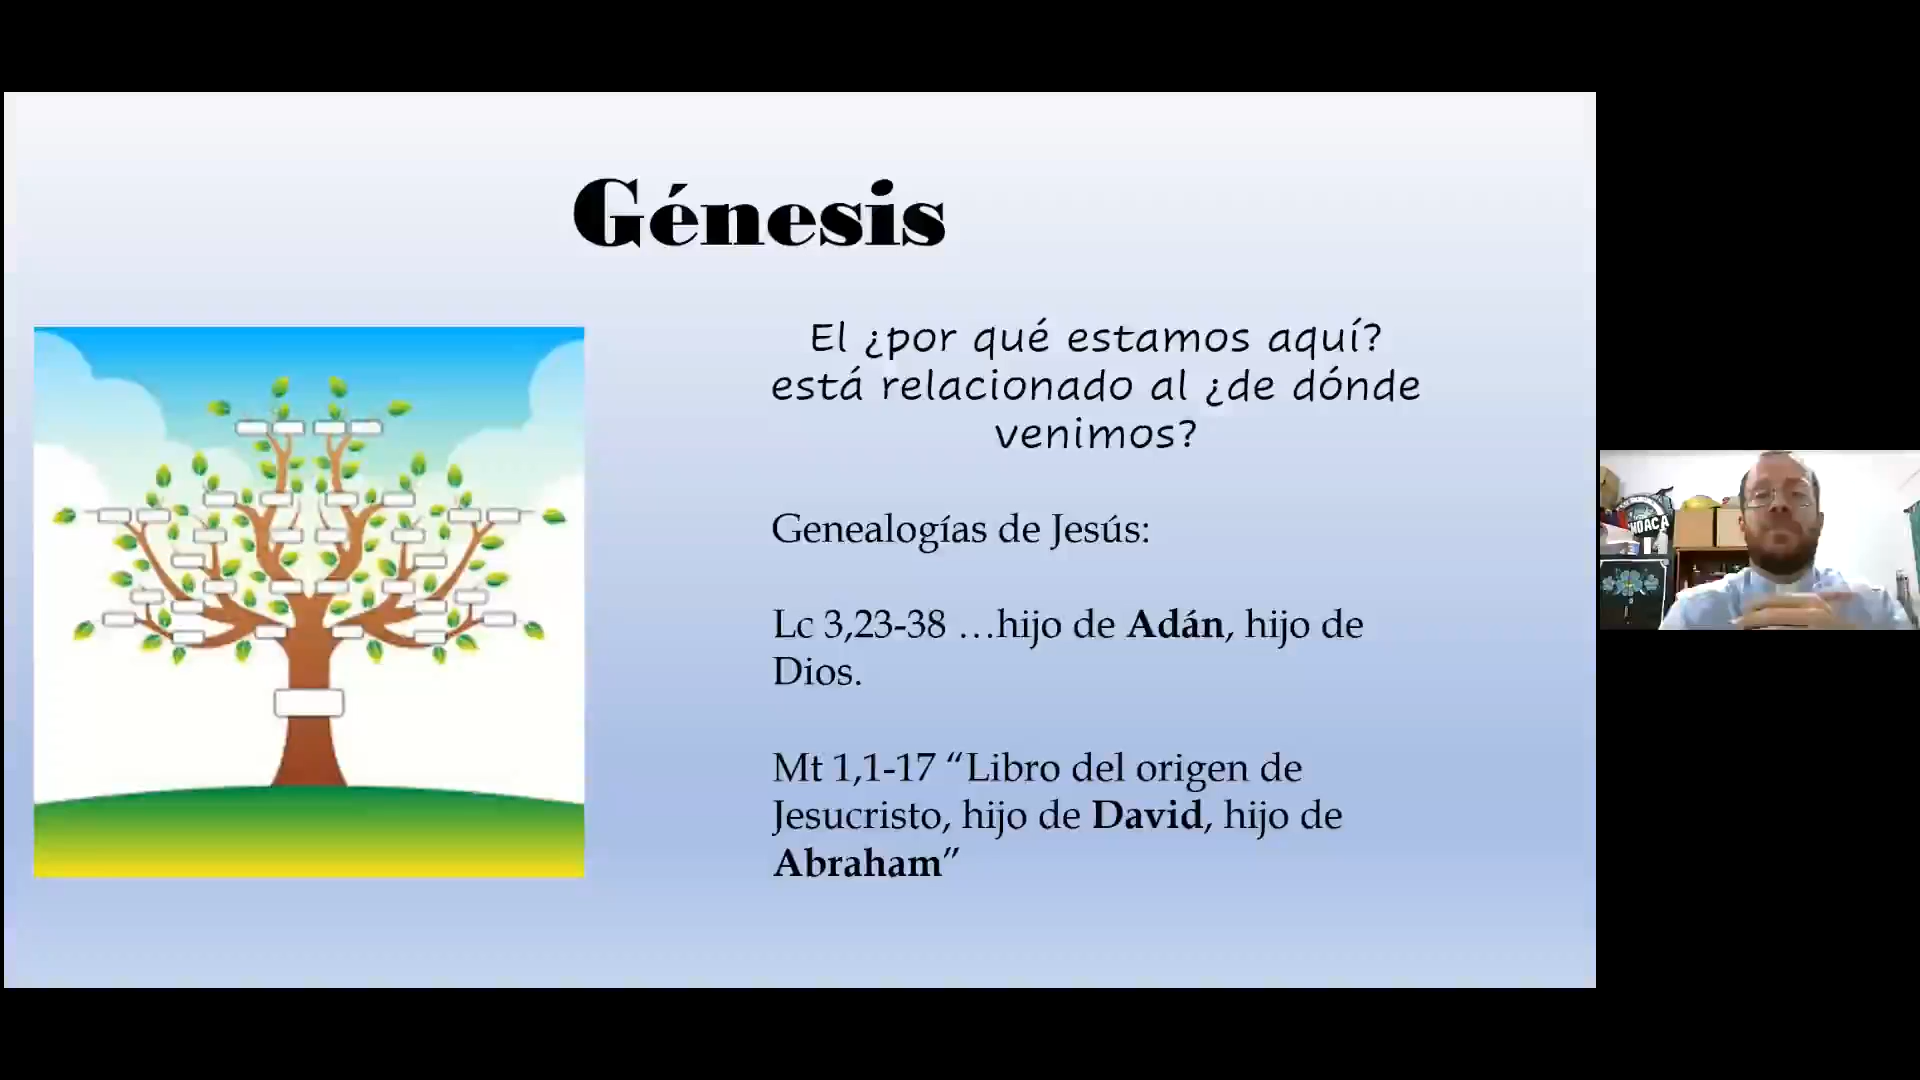 Génesis
El ¿por qué estamos aquí?
está relacionado al ¿de dónde
venimos?
Genealogías de Jesús:
Lc 3,23-38 …hijo de Adán, hijo de
Dios.
Mt 1,1-17 “Libro del origen de
Jesucristo, hijo de David, hijo de
Abraham”